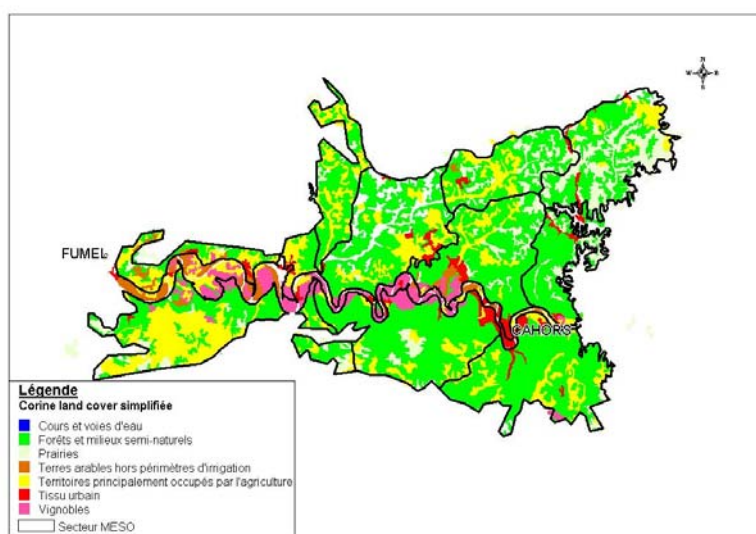 N
W E
S
FUMEL
CAHORS
Légende
Corine land cover simplifiée
Cours et voies d'eau
Forêts et milieux semi-naturels
Prairies
Terres arables hors périmètres d'irrigation
Territoires principalement occupés par l'agriculture
Tissu urbain
Vignobles
Secteur MESO